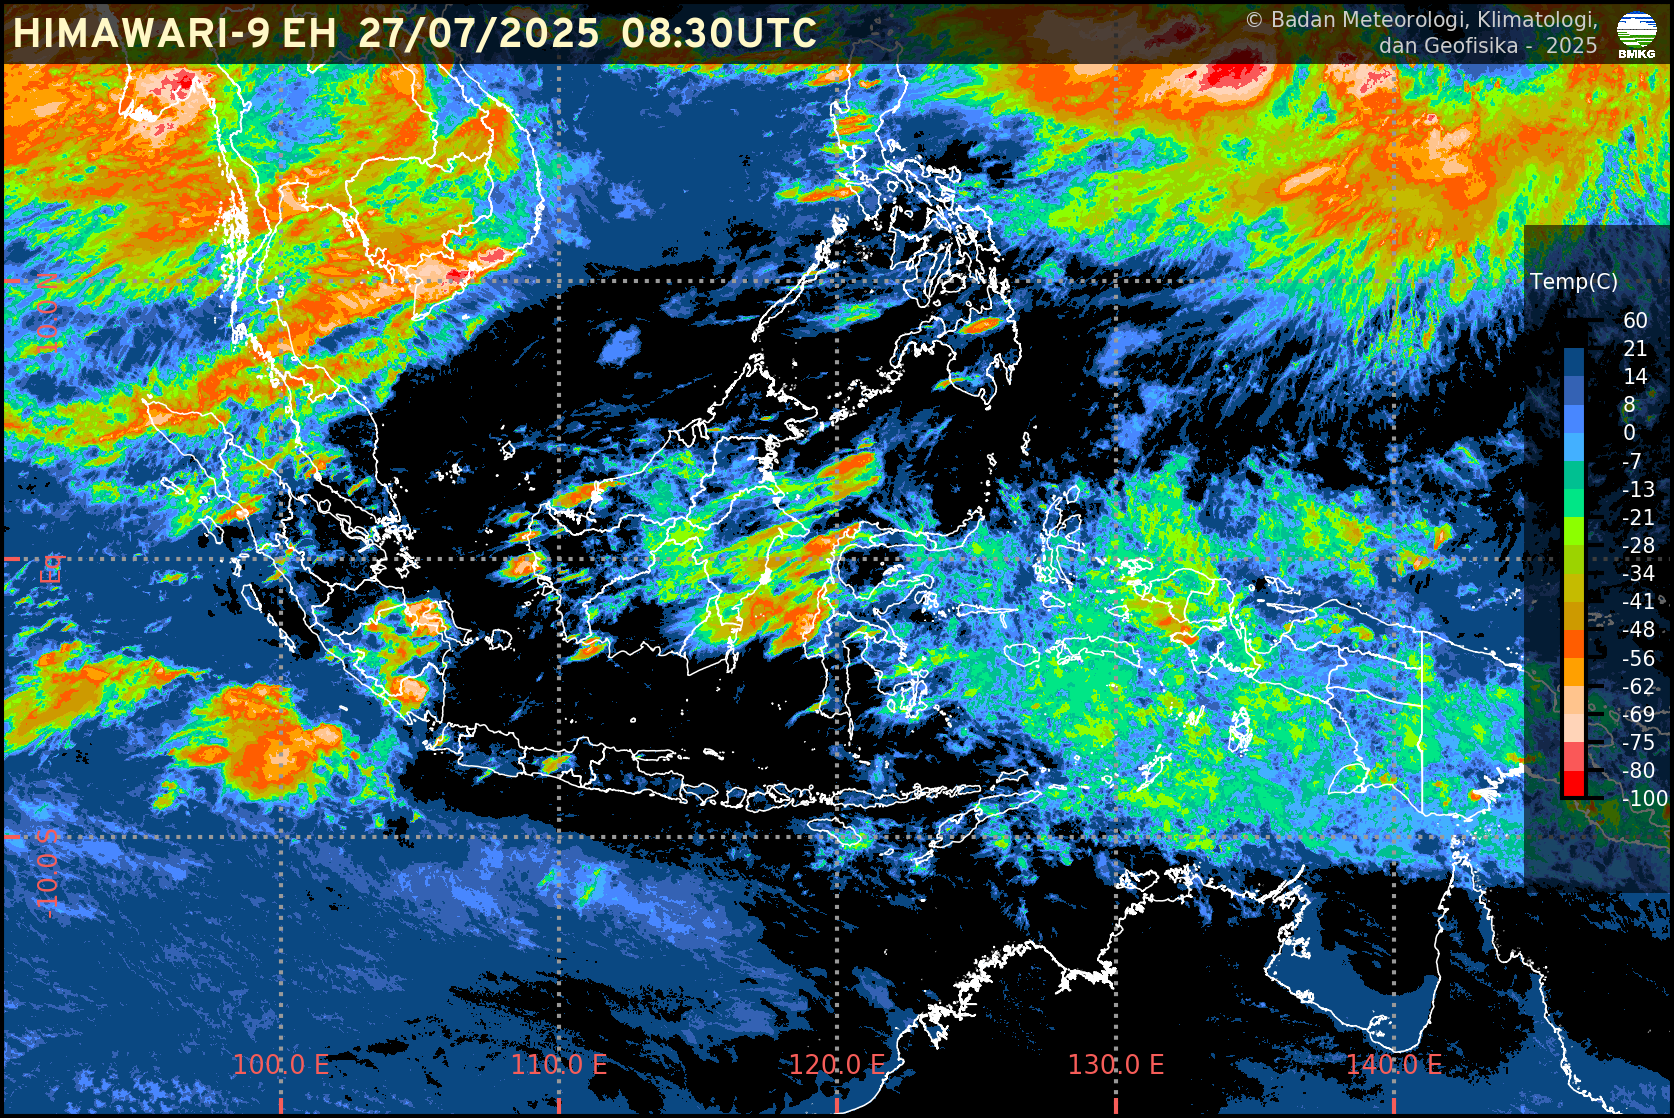 HIMAWARI-9 EH 27/07/2025 08:30UTC
© Badan Meteorologi, Klimatologi,
dan Geofisika - 2025
BMKG
Temp(C)
60
21
14
8
0
-7
-13
-21
-28
-34
-41
-48
-56
-62
-69
-75
-80
-100
10.0 N
Eq
-10.0 S
100.0 E
110.0 E
120.0 E
130.0 E
140.0 E